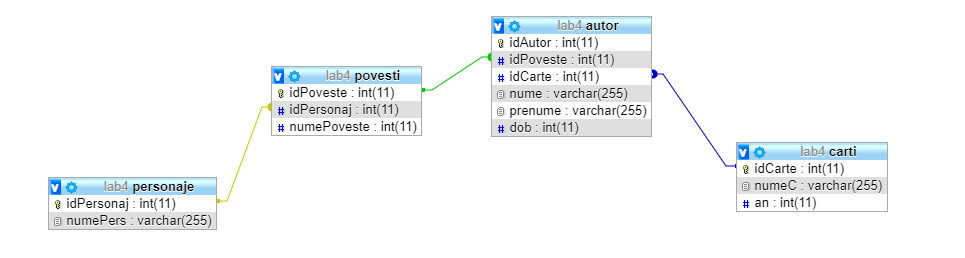 lab4 personaje
idPersonaj : int(11)
numePers : varchar(255)
lab4 povesti
idPoveste : int(11)
idPersonaj : int(11)
numePoveste : int(11)
lab4 autor
idAutor : int(11)
idPoveste : int(11)
idCarte : int(11)
nume : varchar(255)
prenume : varchar(255)
dob : int(11)
lab4 carti
idCarte : int(11)
numeC : varchar(255)
an : int(11)